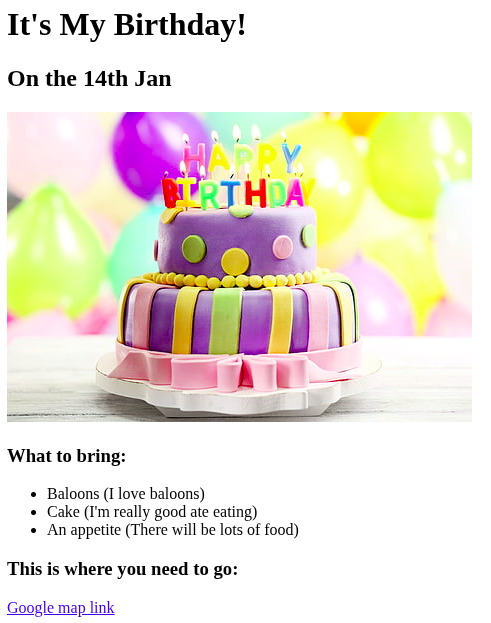 It's My Birthday!
On the 14th Jan
HAPPY
BIRTHDAY
What to bring:
Baloons (I love baloons)
Cake (I'm really good ate eating)
An appetite (There will be lots of food)
This is where you need to go:
Google map link